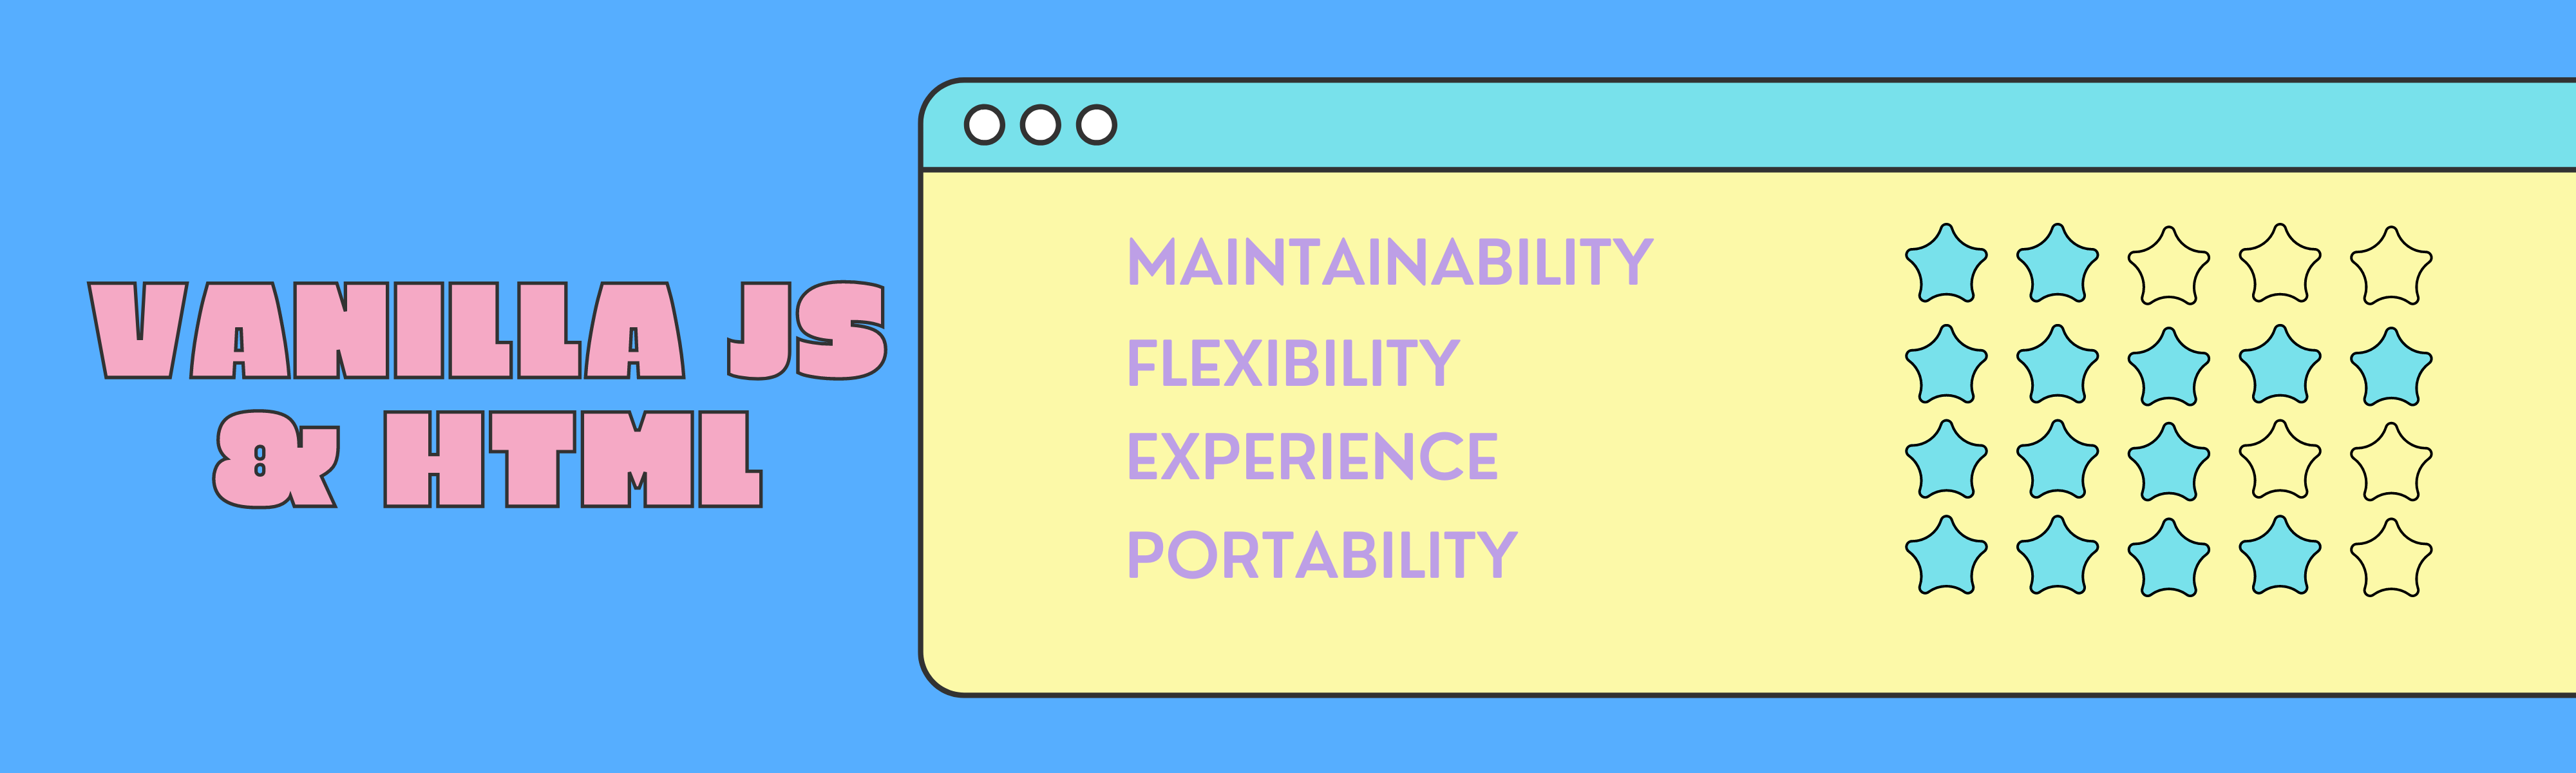 VANILLA JS
& HTML
MAINTAINABILITY
FLEXIBILITY
EXPERIENCE
PORTABILITY